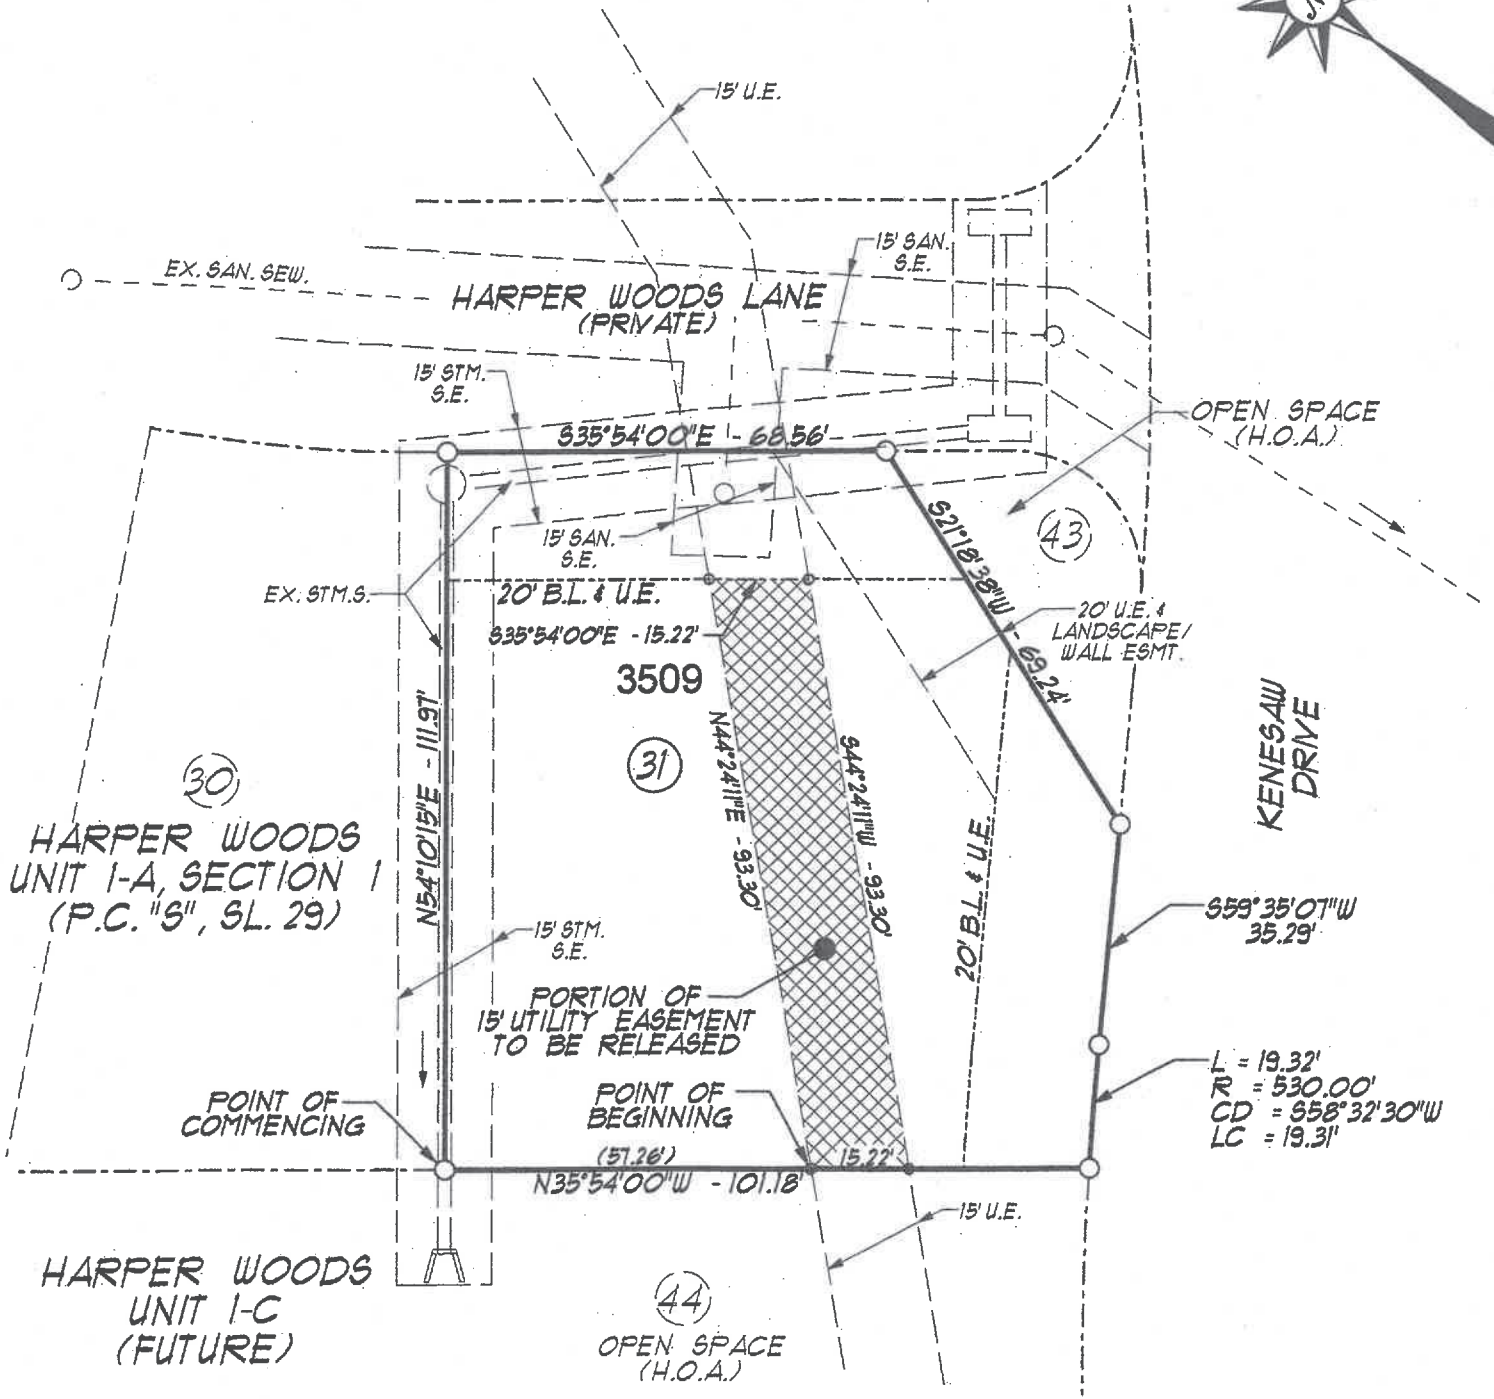 N
15' U.E.
15' SAN.
S.E.
EX. SAN. SEW.
HARPER WOODS LANE
(PRIVATE)
15' STM.
S.E.
OPEN SPACE
(H.O.A.)
S35°54'00"E - 68.56'
S21°18'38"W - 69.24'
43
15' SAN.
S.E.
EX. STM.S.
20' B.L. & U.E.
S35°54'00"E - 15.22'
20' U.E. &
LANDSCAPE/
WALL ESMT.
3509
31
N54°10'15"E - 111.97'
N44°24'11"E - 93.30'
S44°24'11"W - 93.30'
20' B.L. & U.E.
KENESAW
DRIVE
30
HARPER WOODS
UNIT 1-A, SECTION 1
(P.C. "S", SL. 29)
S59°35'07"W
35.29'
15' STM.
S.E.
PORTION OF
15' UTILITY EASEMENT
TO BE RELEASED
L = 19.32'
R = 530.00'
CD = S58°32'30"W
LC = 19.31'
POINT OF
COMMENCING
POINT OF
BEGINNING
(57.26')
15.22'
N35°54'00"W - 101.18'
15' U.E.
HARPER WOODS
UNIT 1-C
(FUTURE)
44
OPEN SPACE
(H.O.A.)